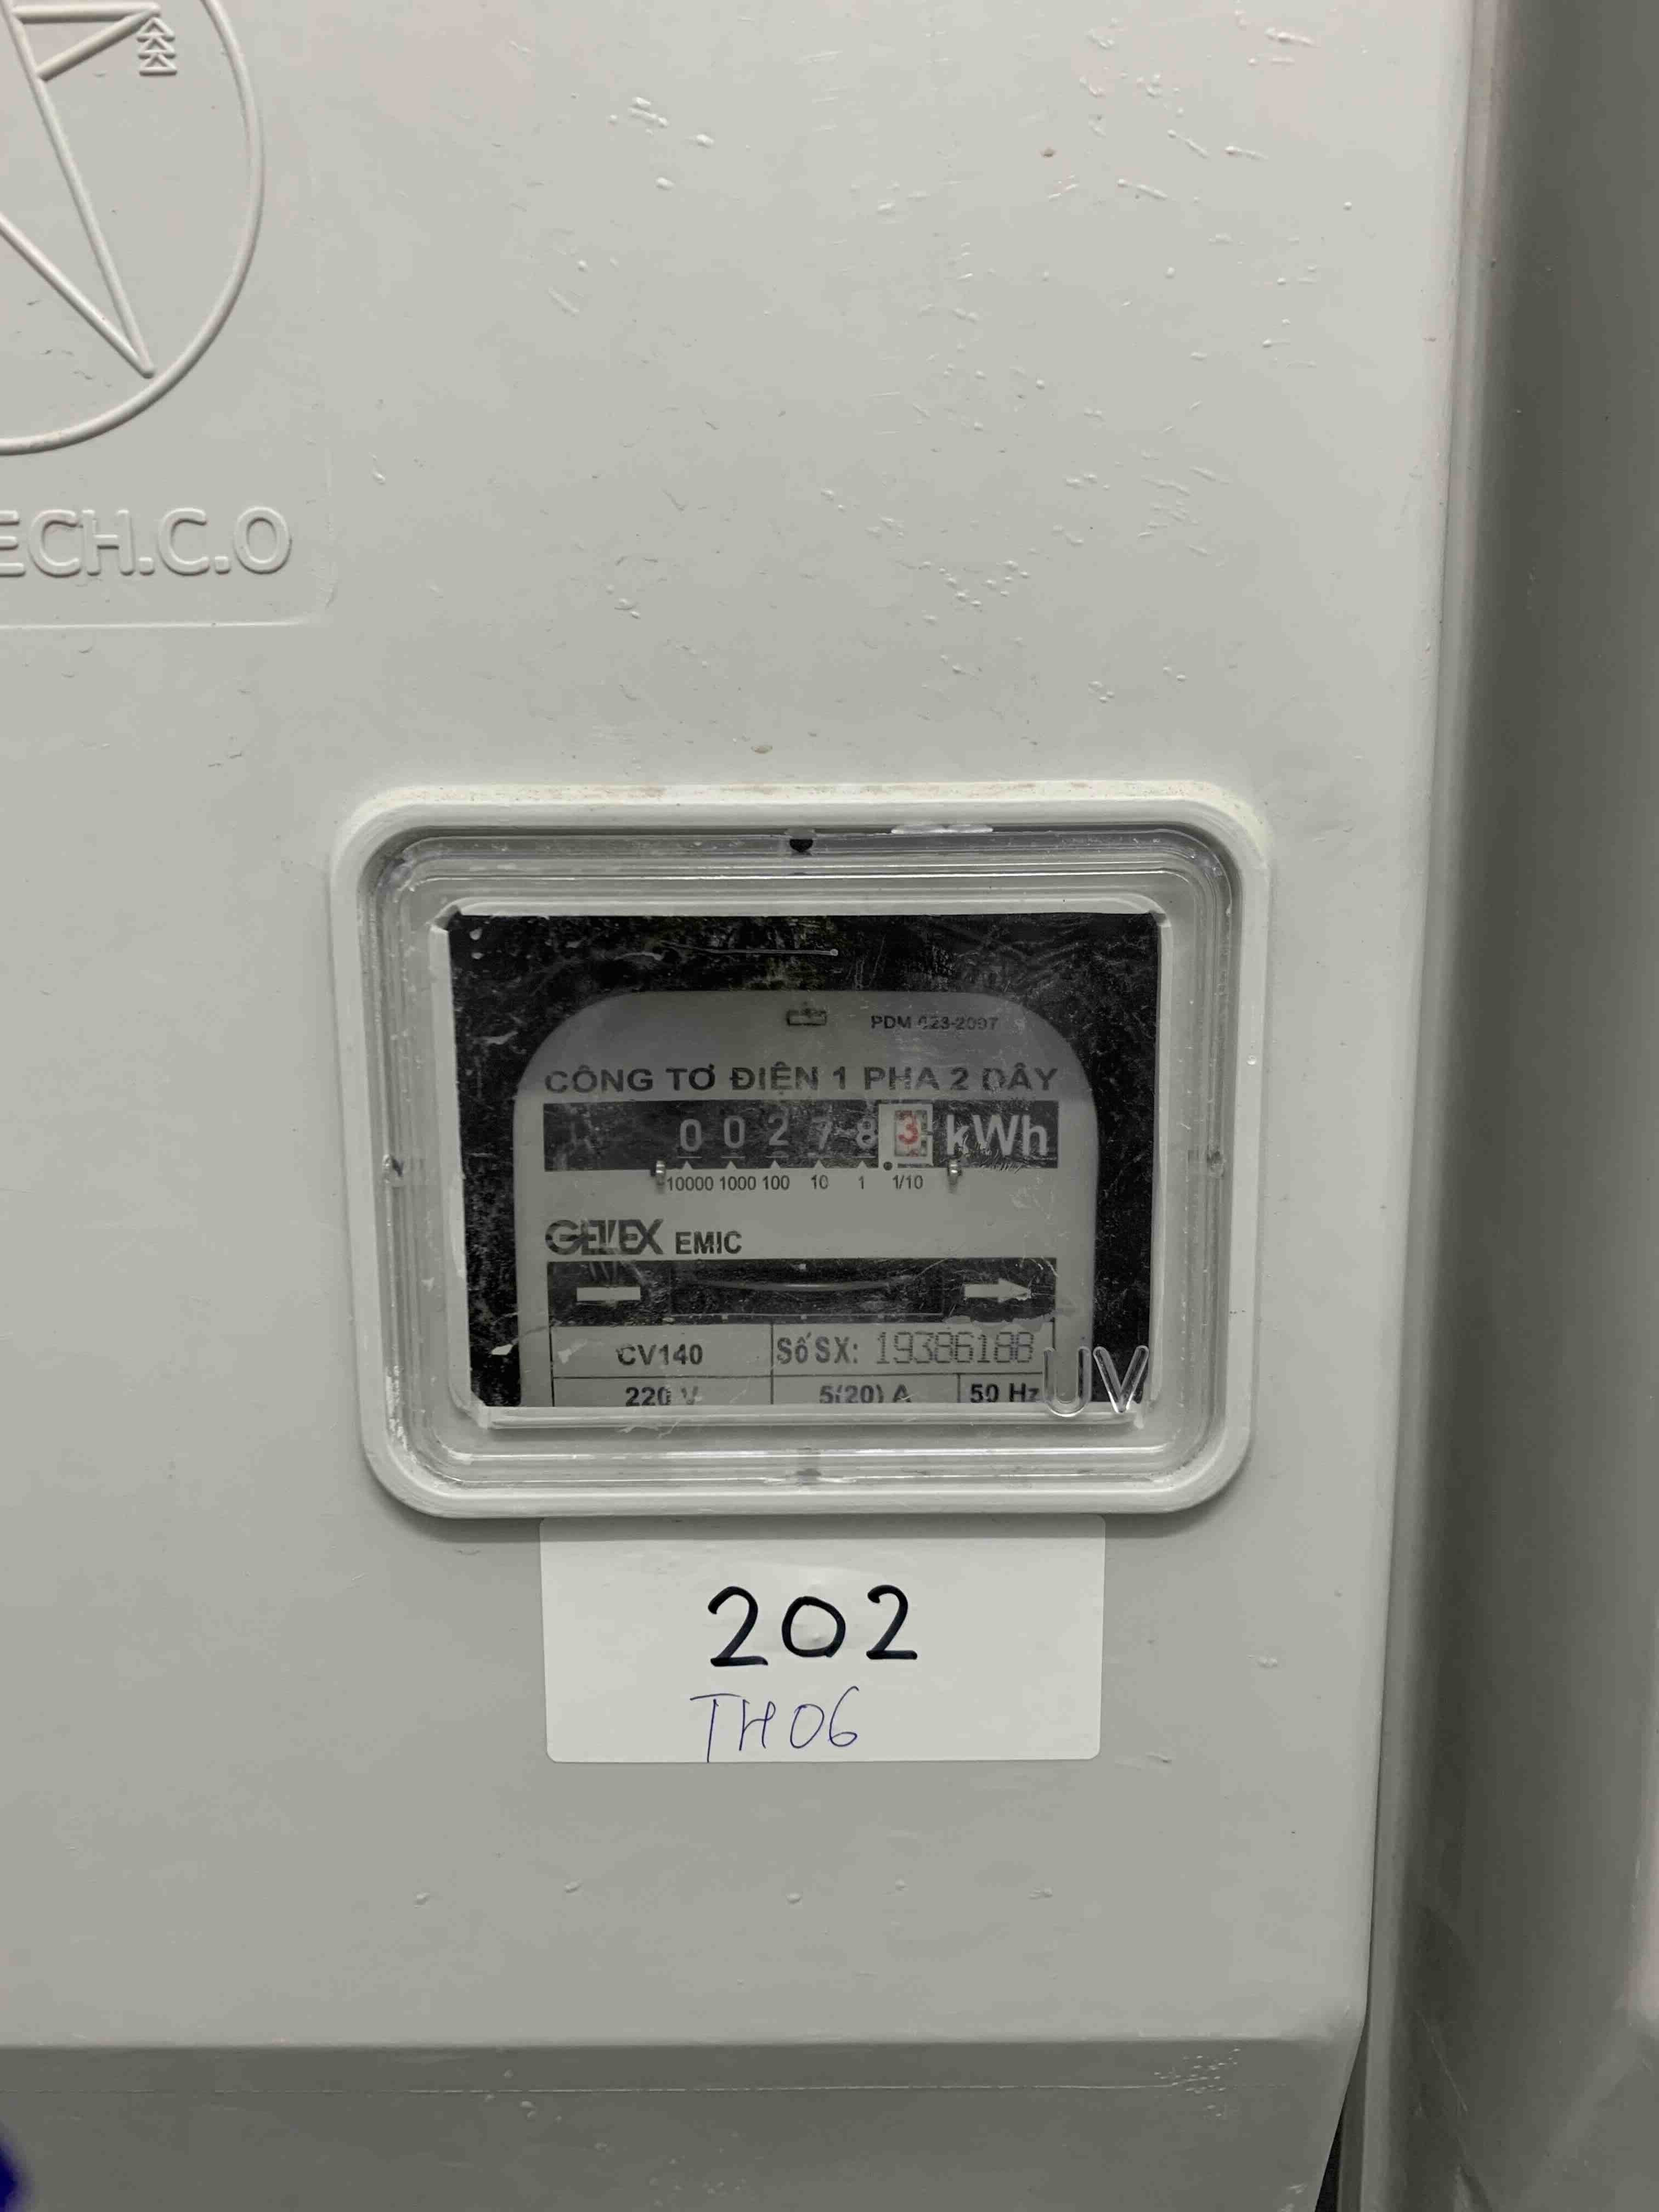 ECH.C.O
PDM 023-2007
CÔNG TƠ ĐIỆN 1 PHA 2 DÂY
0 0 2 7 8 3 kWh
10000 1000 100 10 1 1/10
GELEX EMIC
CV140 Số SX: 19386188
220 V 5(20) A 50 Hz
UV
202
TH06